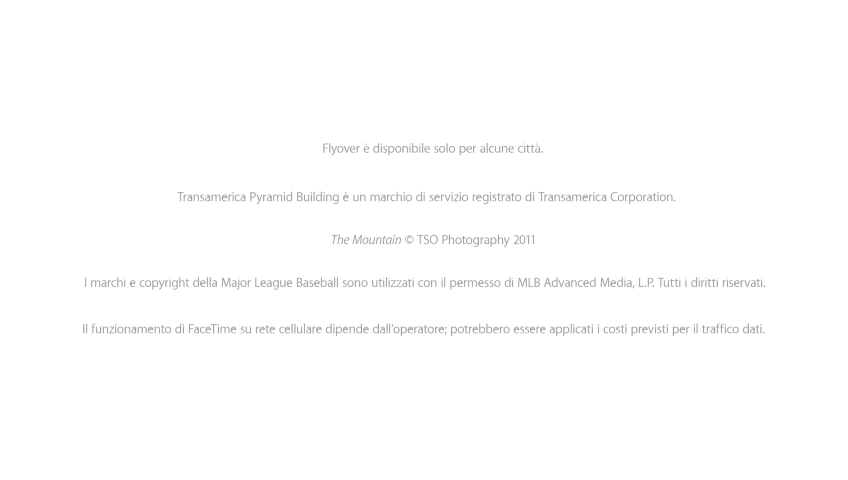 Flyover è disponibile solo per alcune città.
Transamerica Pyramid Building è un marchio di servizio registrato di Transamerica Corporation.
The Mountain © TSO Photography 2011
I marchi e copyright della Major League Baseball sono utilizzati con il permesso di MLB Advanced Media, L.P. Tutti i diritti riservati.
Il funzionamento di FaceTime su rete cellulare dipende dall'operatore; potrebbero essere applicati i costi previsti per il traffico dati.